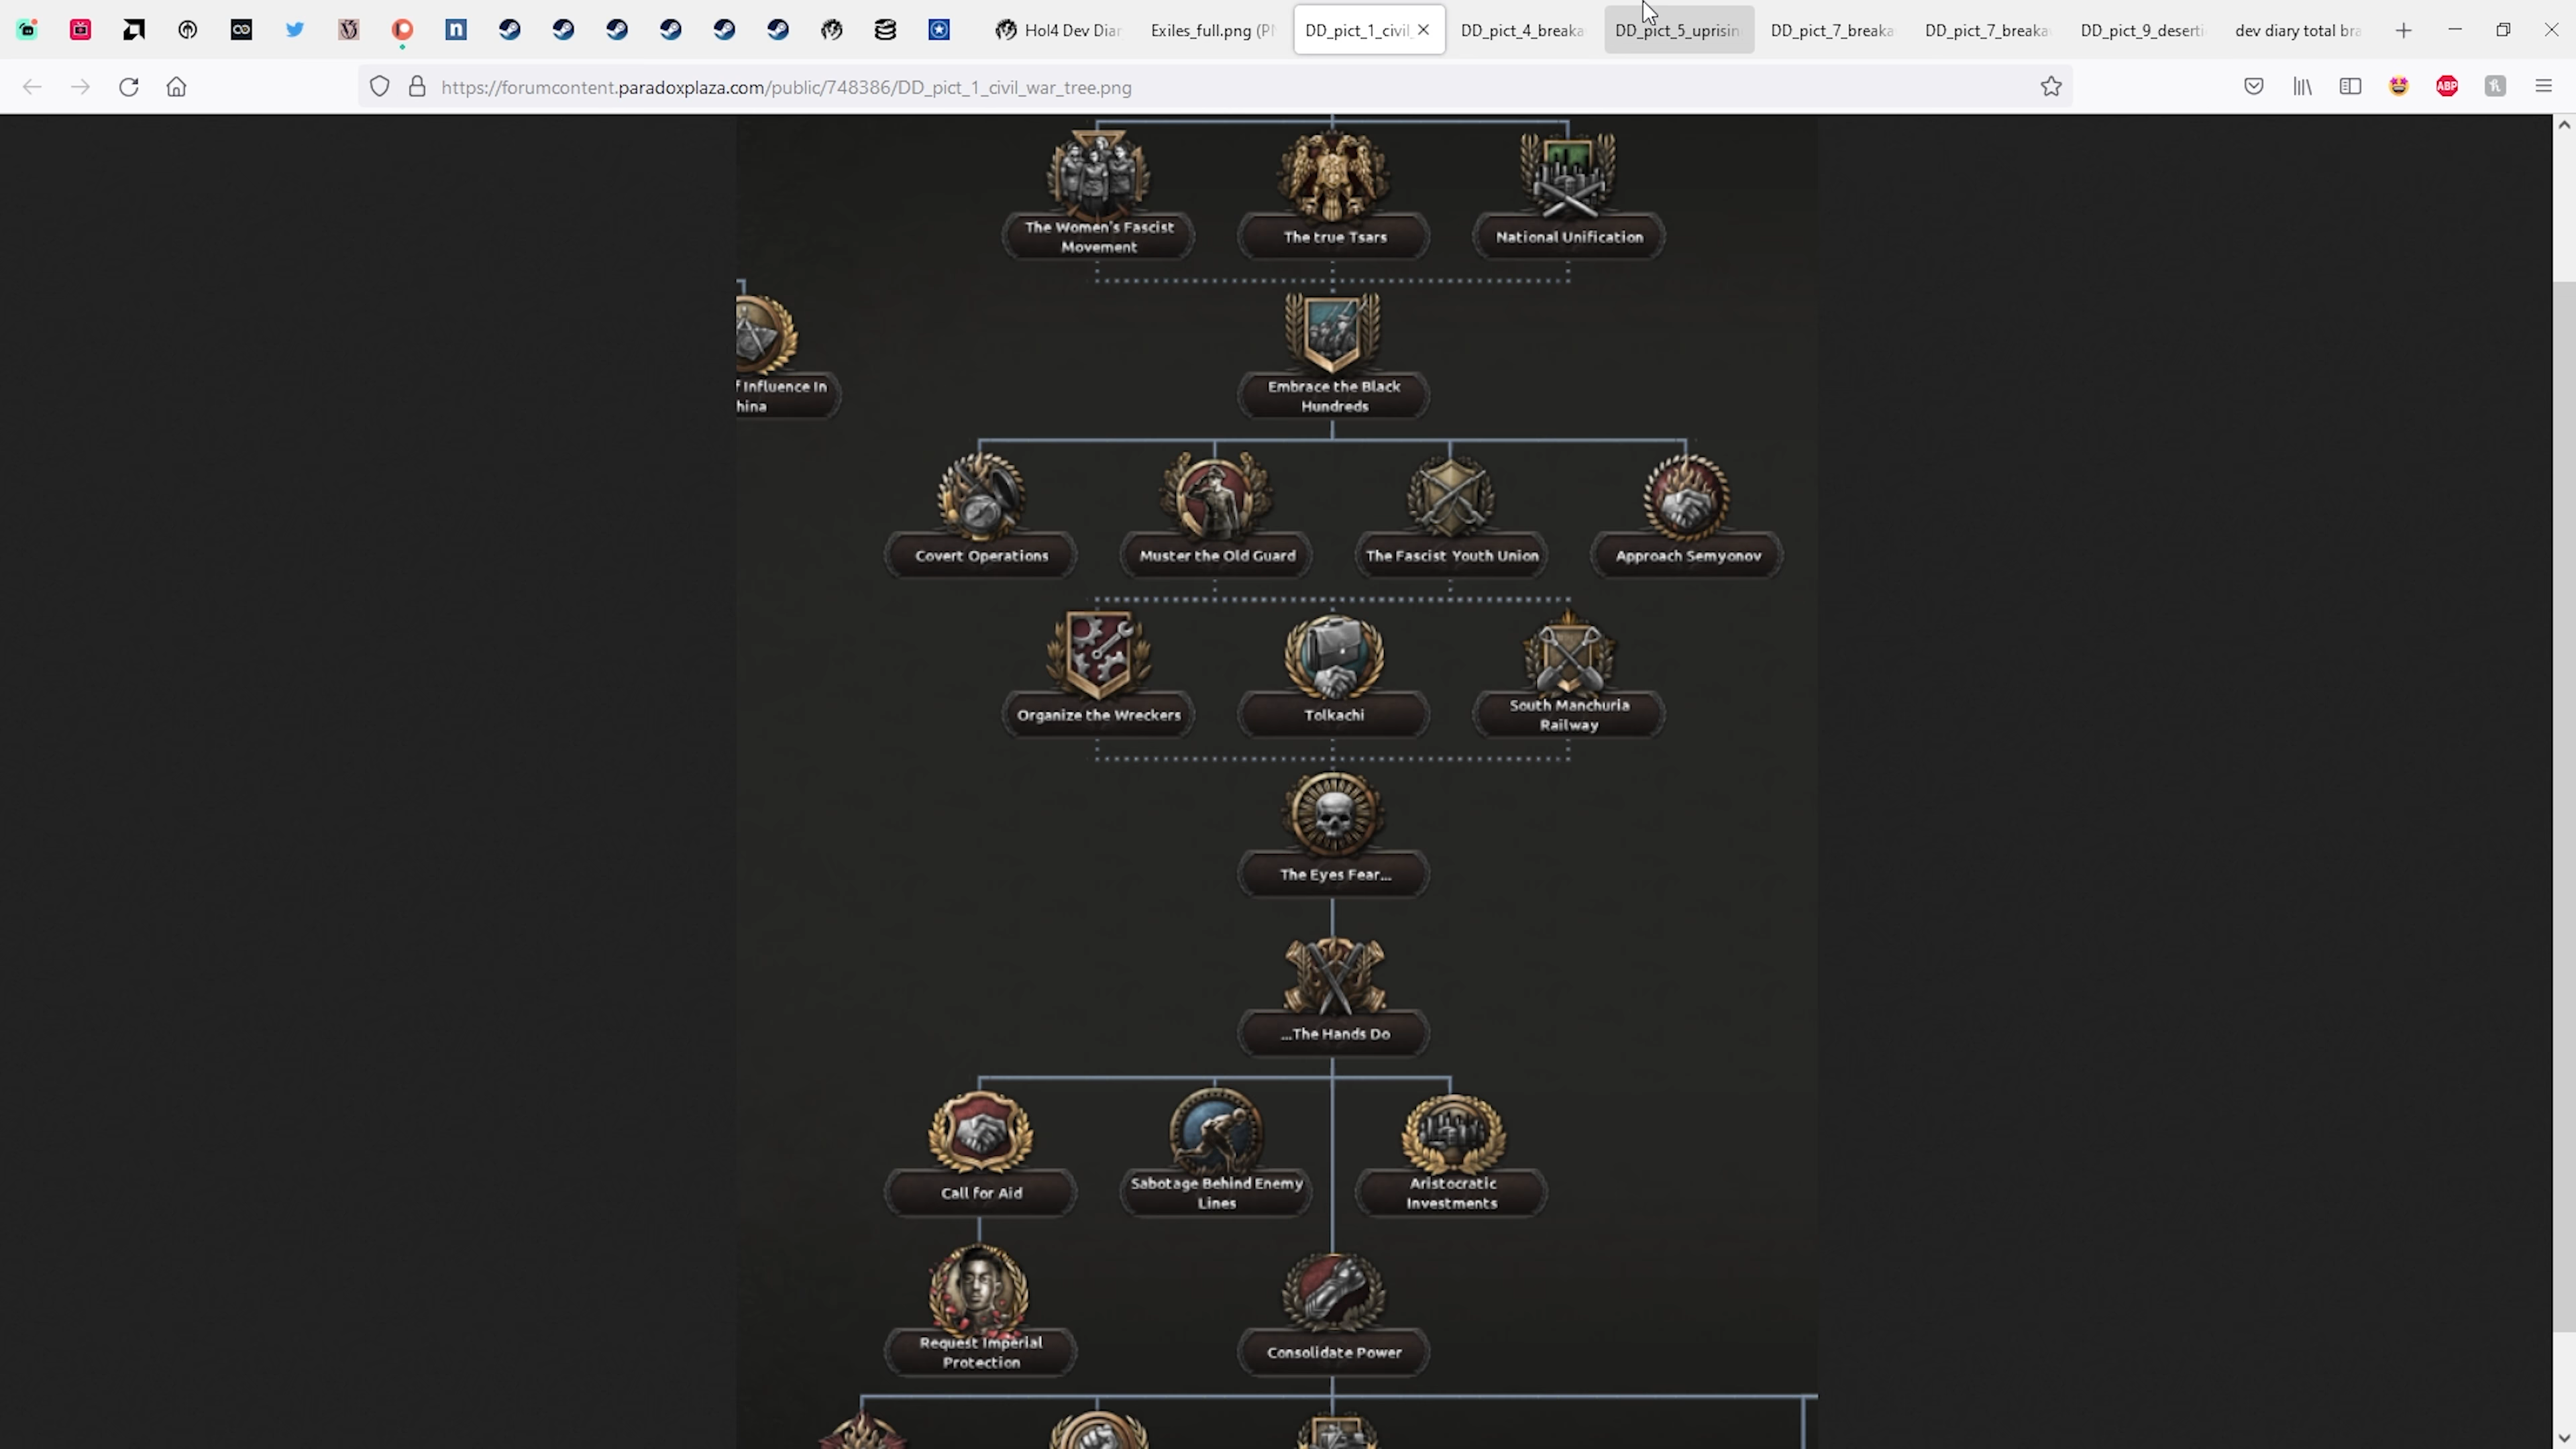 Hol4 Dev Diar
Exiles_full.png (P
DD_pict_1_civil_
DD_pict_4_breaka
DD_pict_5_uprisin
DD_pict_7_breaka
DD_pict_7_breaka
DD_pict_9_deserti
dev diary total bra
https://forumcontent.paradoxplaza.com/public/748386/DD_pict_1_civil_war_tree.png
ABP
The Women's Fascist
Movement
The true Tsars
National Unification
f Influence In
hina
Embrace the Black
Hundreds
Covert Operations
Muster the Old Guard
The Fascist Youth Union
Approach Semyonov
Organize the Wreckers
Tolkachi
South Manchuria
Railway
The Eyes Fear...
...The Hands Do
Call for Aid
Sabotage Behind Enemy
Lines
Aristocratic
Investments
Request Imperial
Protection
Consolidate Power